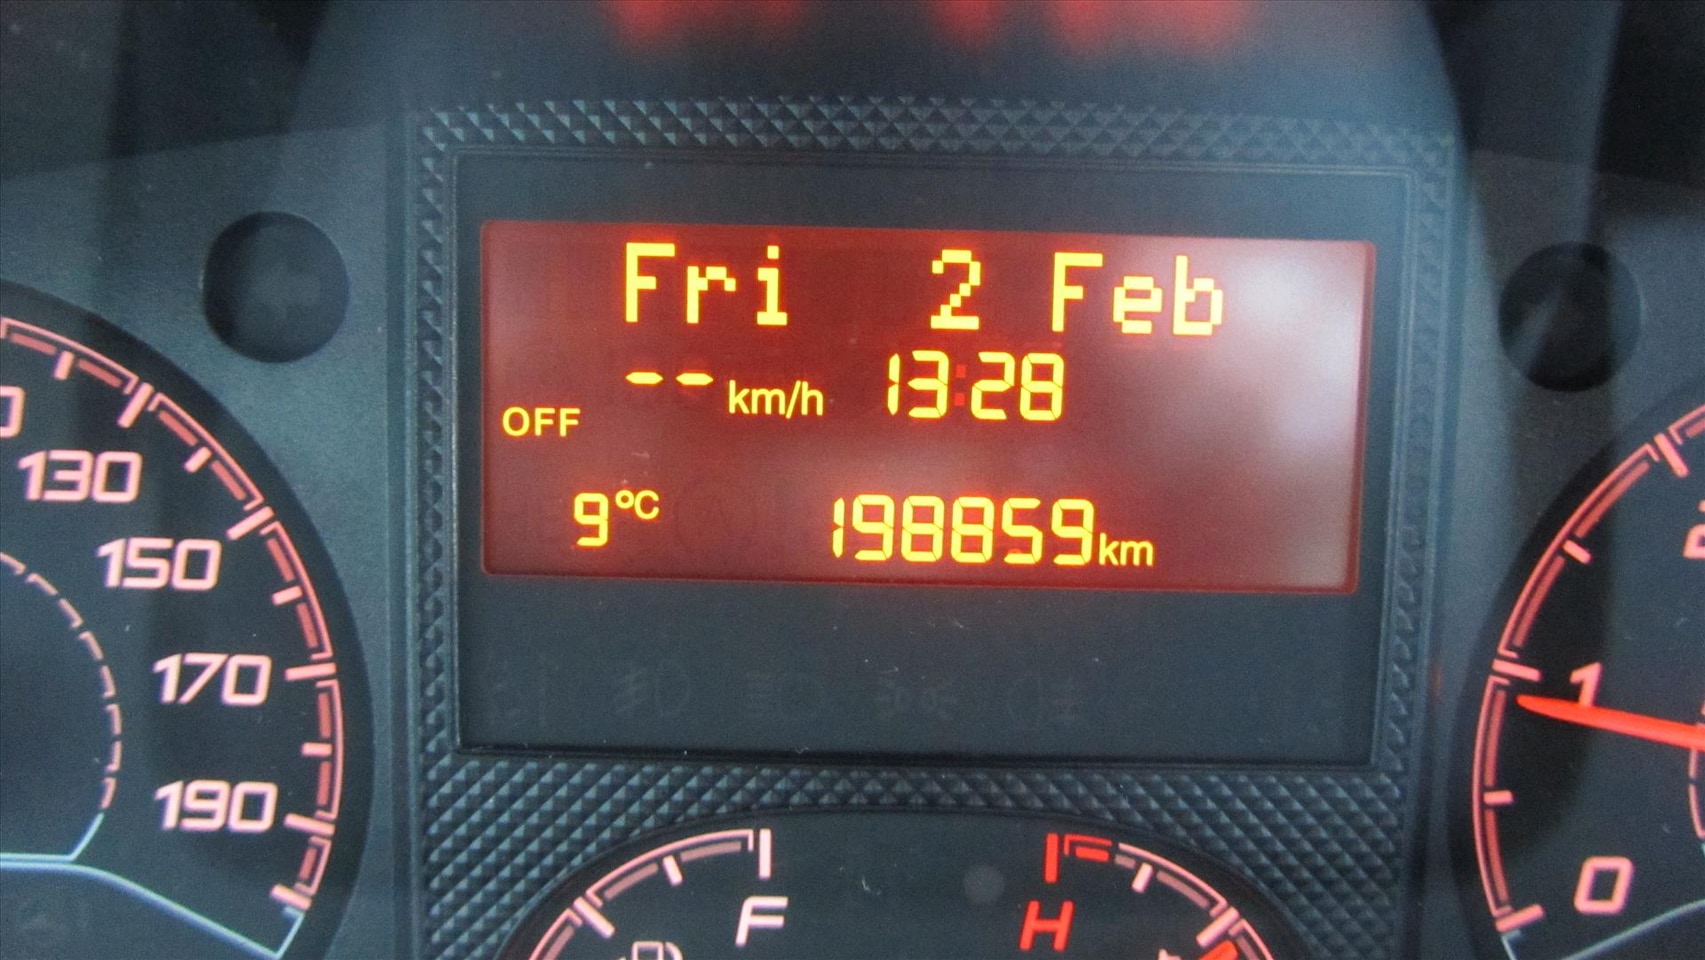 Fri 2 Feb
-- km/h 13:28
OFF
9°C 198859km
130
150
170
190
F
H
1
0